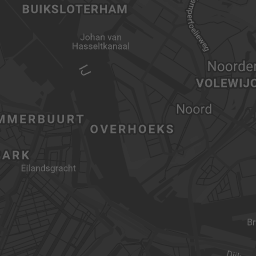 BUIKSLOTERHAM
Johan van
Hasseltkanaal
Noorder
VOLEWIJC
Noord
MMERBUURT
OVERHOEKS
ARK
Eilandsgracht